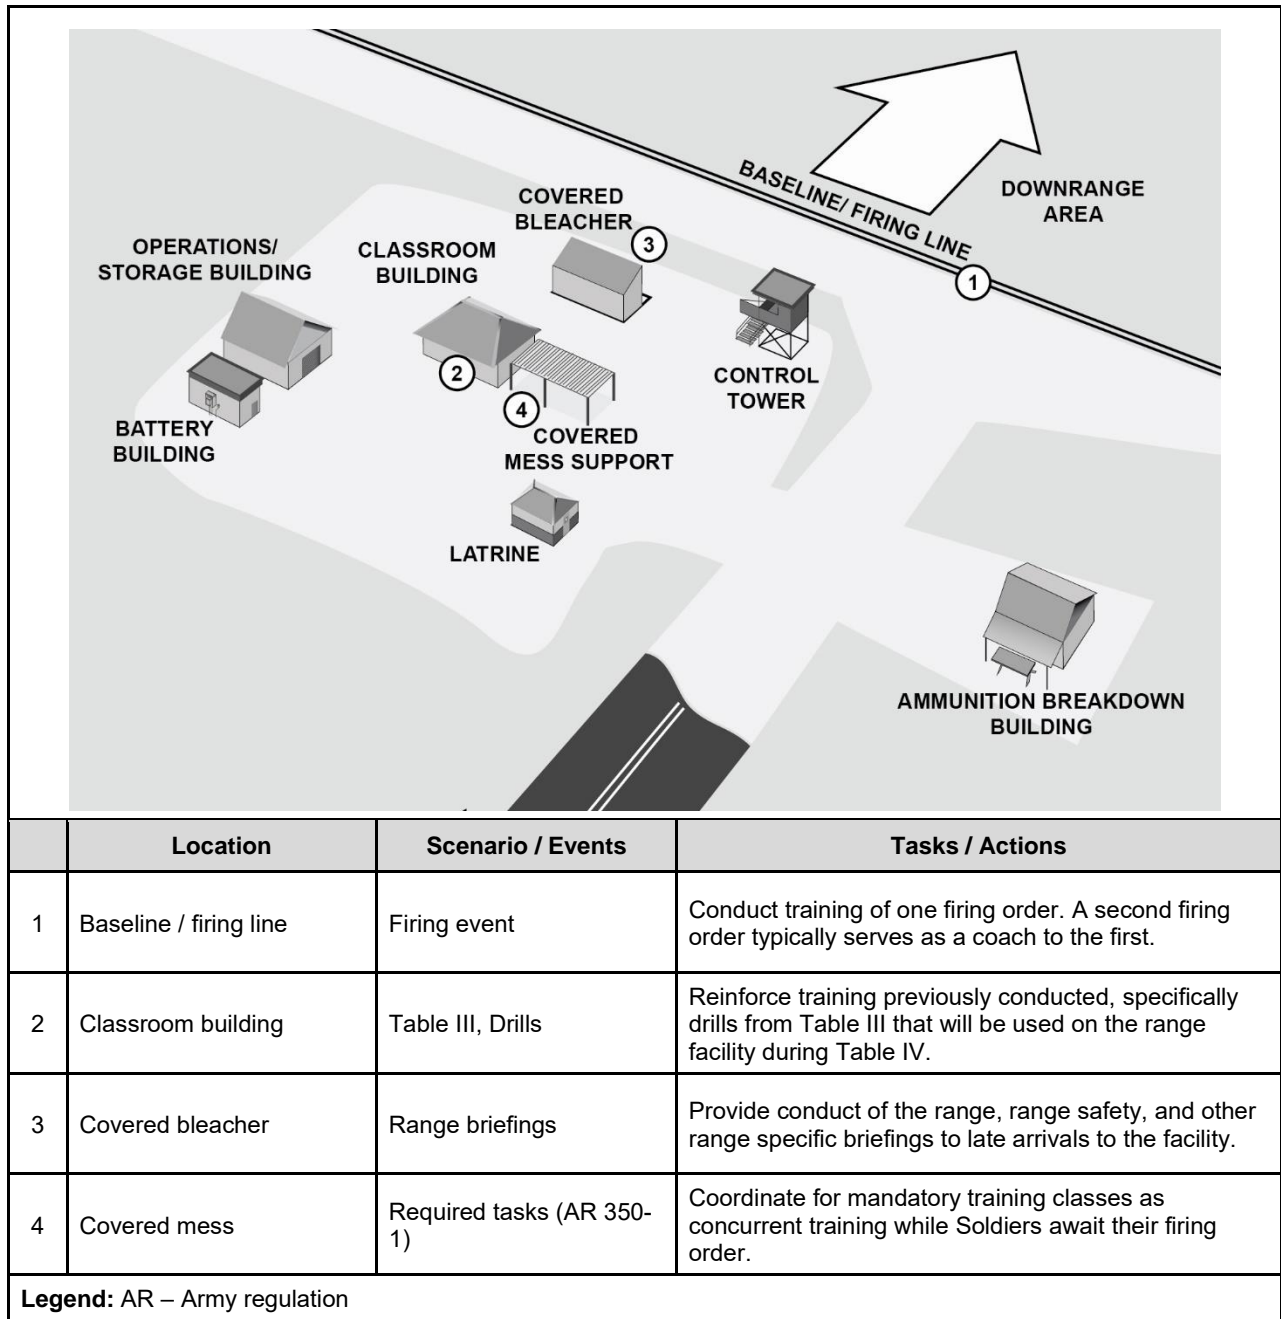 BASELINE/ FIRING LINE
DOWNRANGE
AREA
COVERED
BLEACHER
3
1
OPERATIONS/
STORAGE BUILDING
CLASSROOM
BUILDING
2
4
CONTROL
TOWER
BATTERY
BUILDING
COVERED
MESS SUPPORT
LATRINE
AMMUNITION BREAKDOWN
BUILDING
Location
Scenario / Events
Tasks / Actions
1
Baseline / firing line
Firing event
Conduct training of one firing order. A second firing
order typically serves as a coach to the first.
2
Classroom building
Table III, Drills
Reinforce training previously conducted, specifically
drills from Table III that will be used on the range
facility during Table IV.
3
Covered bleacher
Range briefings
Provide conduct of the range, range safety, and other
range specific briefings to late arrivals to the facility.
4
Covered mess
Required tasks (AR 350-
1)
Coordinate for mandatory training classes as
concurrent training while Soldiers await their firing
order.
Legend: AR – Army regulation